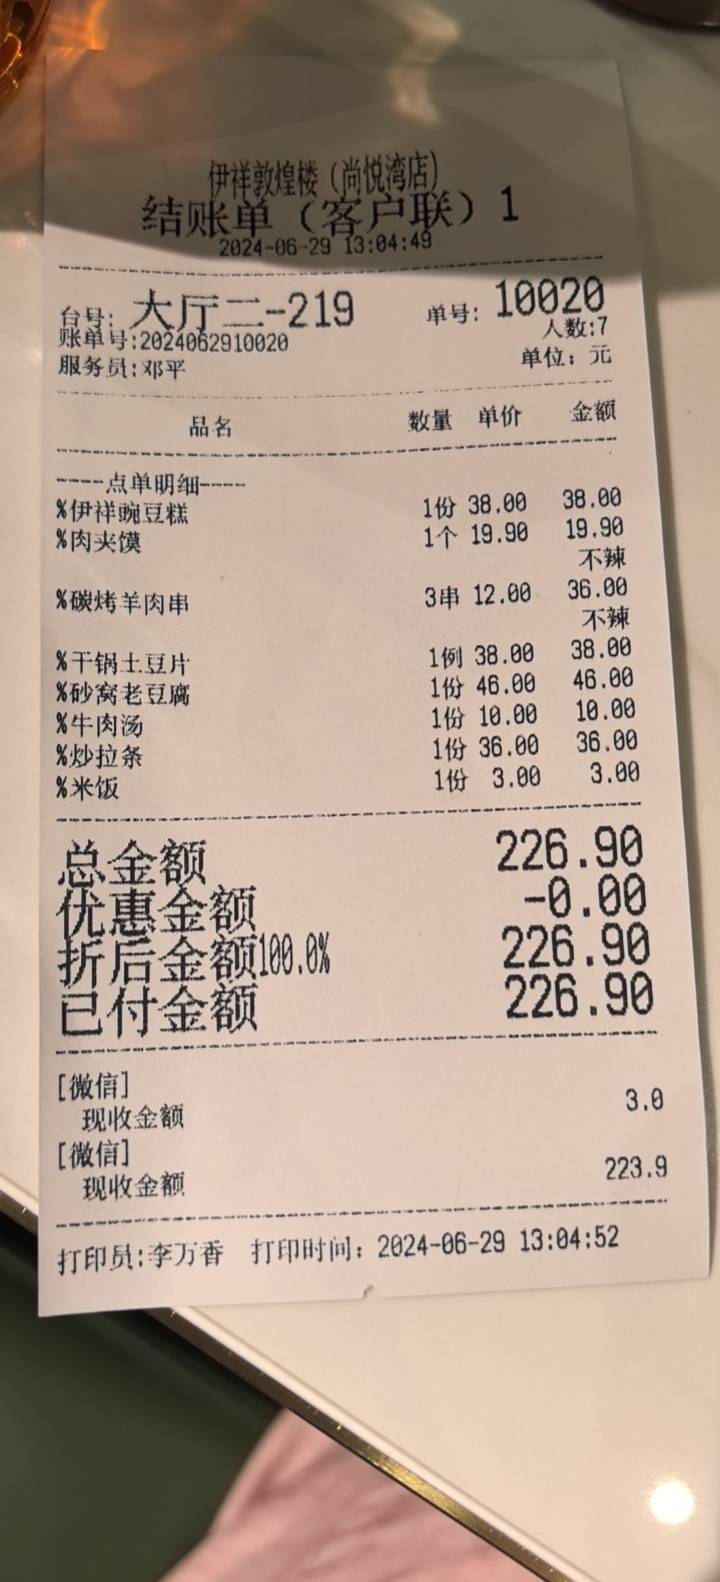 伊祥敦煌楼（尚悦湾店）
结账单（客户联）1
2024-06-29 13:04:49
台号: 大厅二-219 单号: 10020
账单号:2024062910020 人数:7
服务员:邓平 单位：元
品名 数量 单价 金额
----点单明细----
%伊祥豌豆糕 1份 38.00 38.00
%肉夹馍 1个 19.90 19.90
不辣
%碳烤羊肉串 3串 12.00 36.00
不辣
%干锅土豆片 1例 38.00 38.00
%砂窝老豆腐 1份 46.00 46.00
%牛肉汤 1份 10.00 10.00
%炒拉条 1份 36.00 36.00
%米饭 1份 3.00 3.00
总金额 226.90
优惠金额 -0.00
折后金额100.0% 226.90
已付金额 226.90
[微信]
现收金额 3.0
[微信]
现收金额 223.9
打印员:李万香 打印时间：2024-06-29 13:04:52